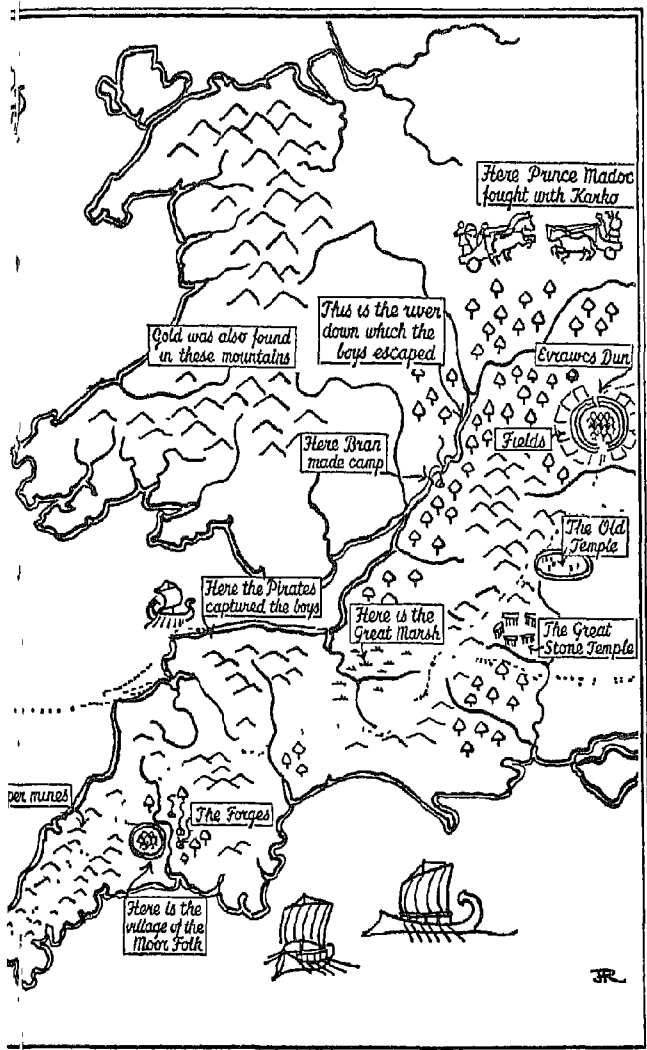 Here Prince Madoc
fought with Karko
This is the river
down which the
boys escaped
Gold was also found
in these mountains
Evrawcs Dun
Fields
Here Bran
made camp
The Old
Temple
Here the Pirates
captured the boys
Here is the
Great Marsh
The Great
Stone Temple
per mines
The Forges
Here is the
village of the
Moor Folk